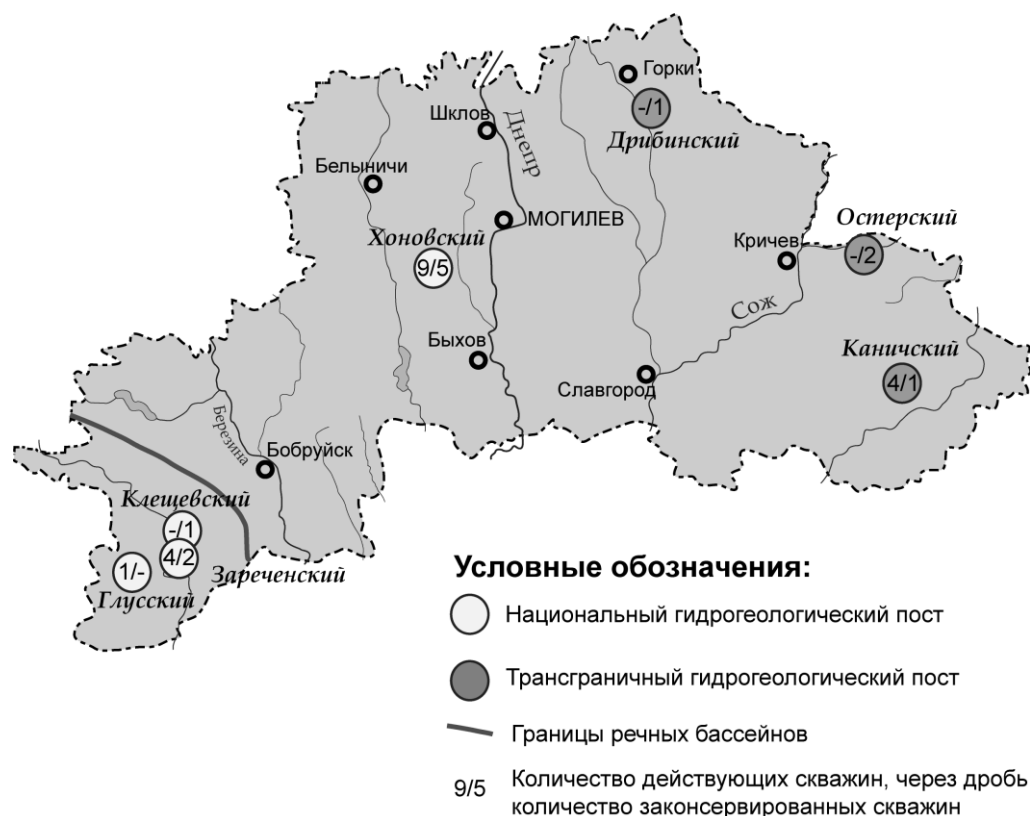 Горки
-/1
Дрибинский
Шклов
Днепр
Белыничи
МОГИЛЕВ
Хоновский
9/5
Остерский
-/2
Кричев
Сож
Быхов
Каничский
4/1
Славгород
Березина
Бобруйск
Клещевский
-/1
4/2
1/-
Зареченский
Глусский
Условные обозначения:
Национальный гидрогеологический пост
Трансграничный гидрогеологический пост
Границы речных бассейнов
9/5 Количество действующих скважин, через дробь
количество законсервированных скважин